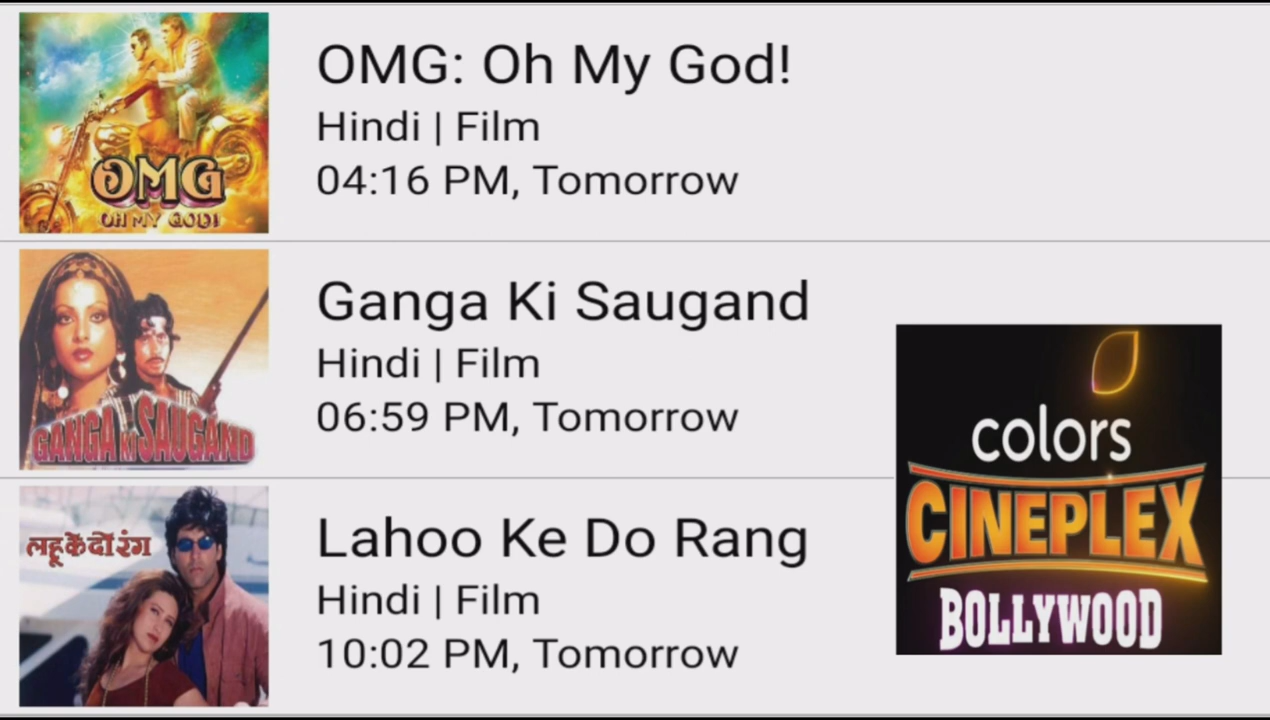 OMG
OH MY GOD!
OMG: Oh My God!
Hindi | Film
04:16 PM, Tomorrow
GANGA KI SAUGAND
Ganga Ki Saugand
Hindi | Film
06:59 PM, Tomorrow
लहू के दो रंग
Lahoo Ke Do Rang
Hindi | Film
10:02 PM, Tomorrow
colors
CINEPLEX
BOLLYWOOD